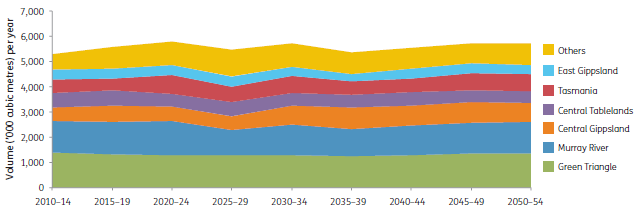 Volume ('000 cubic metres) per year
7,000
6,000
5,000
4,000
3,000
2,000
1,000
0
2010–14
2015–19
2020–24
2025–29
2030–34
2035–39
2040–44
2045–49
2050–54
Others
East Gippsland
Tasmania
Central Tablelands
Central Gippsland
Murray River
Green Triangle